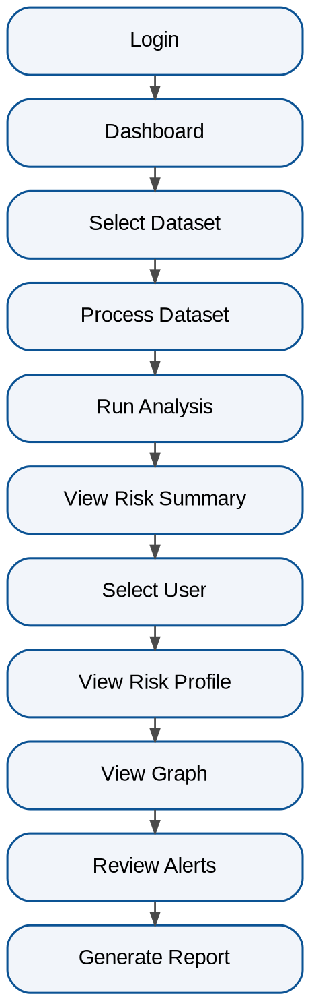 Login
Dashboard
Select Dataset
Process Dataset
Run Analysis
View Risk Summary
Select User
View Risk Profile
View Graph
Review Alerts
Generate Report